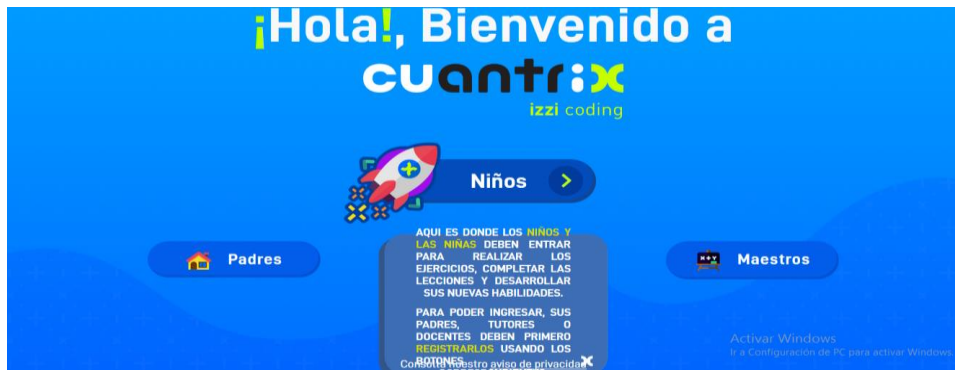 ¡Hola!, Bienvenido a
cuantrix
izzi coding
Niños
AQUI ES DONDE LOS NIÑOS Y
LAS NIÑAS DEBEN ENTRAR
PARA REALIZAR LOS
EJERCICIOS, COMPLETAR LAS
LECCIONES Y DESARROLLAR
SUS NUEVAS HABILIDADES.
Padres
Maestros
PARA PODER INGRESAR, SUS
PADRES, TUTORES O
DOCENTES DEBEN PRIMERO
REGISTRARLOS USANDO LOS
BOTONES
Consulta nuestro aviso de privacidad
Activar Windows
Ir a Configuración de PC para activar Windows.